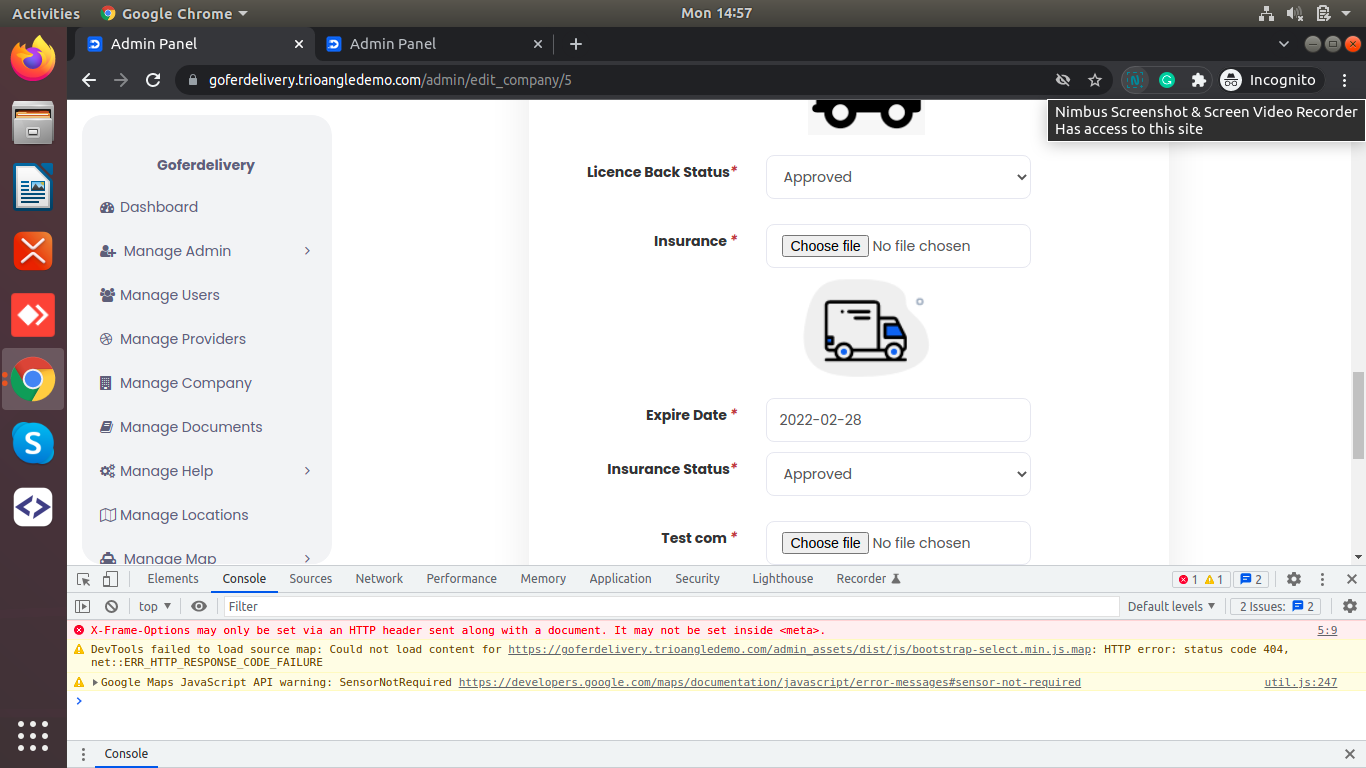 Activities Google Chrome Mon 14:57
Admin Panel Admin Panel
goferdelivery.trioangledemo.com/admin/edit_company/5 Incognito
Nimbus Screenshot & Screen Video Recorder
Has access to this site
Goferdelivery
Dashboard
Manage Admin
Manage Users
Manage Providers
Manage Company
Manage Documents
Manage Help
Manage Locations
Manage Map
Licence Back Status* Approved
Insurance * Choose file No file chosen
Expire Date * 2022-02-28
Insurance Status* Approved
Test com * Choose file No file chosen
Elements Console Sources Network Performance Memory Application Security Lighthouse Recorder 1 1 2
top Filter Default levels 2 Issues: 2
X-Frame-Options may only be set via an HTTP header sent along with a document. It may not be set inside <meta>. 5:9
DevTools failed to load source map: Could not load content for https://goferdelivery.trioangledemo.com/admin_assets/dist/js/bootstrap-select.min.js.map: HTTP error: status code 404,
net::ERR_HTTP_RESPONSE_CODE_FAILURE
Google Maps JavaScript API warning: SensorNotRequired https://developers.google.com/maps/documentation/javascript/error-messages#sensor-not-required util.js:247
Console